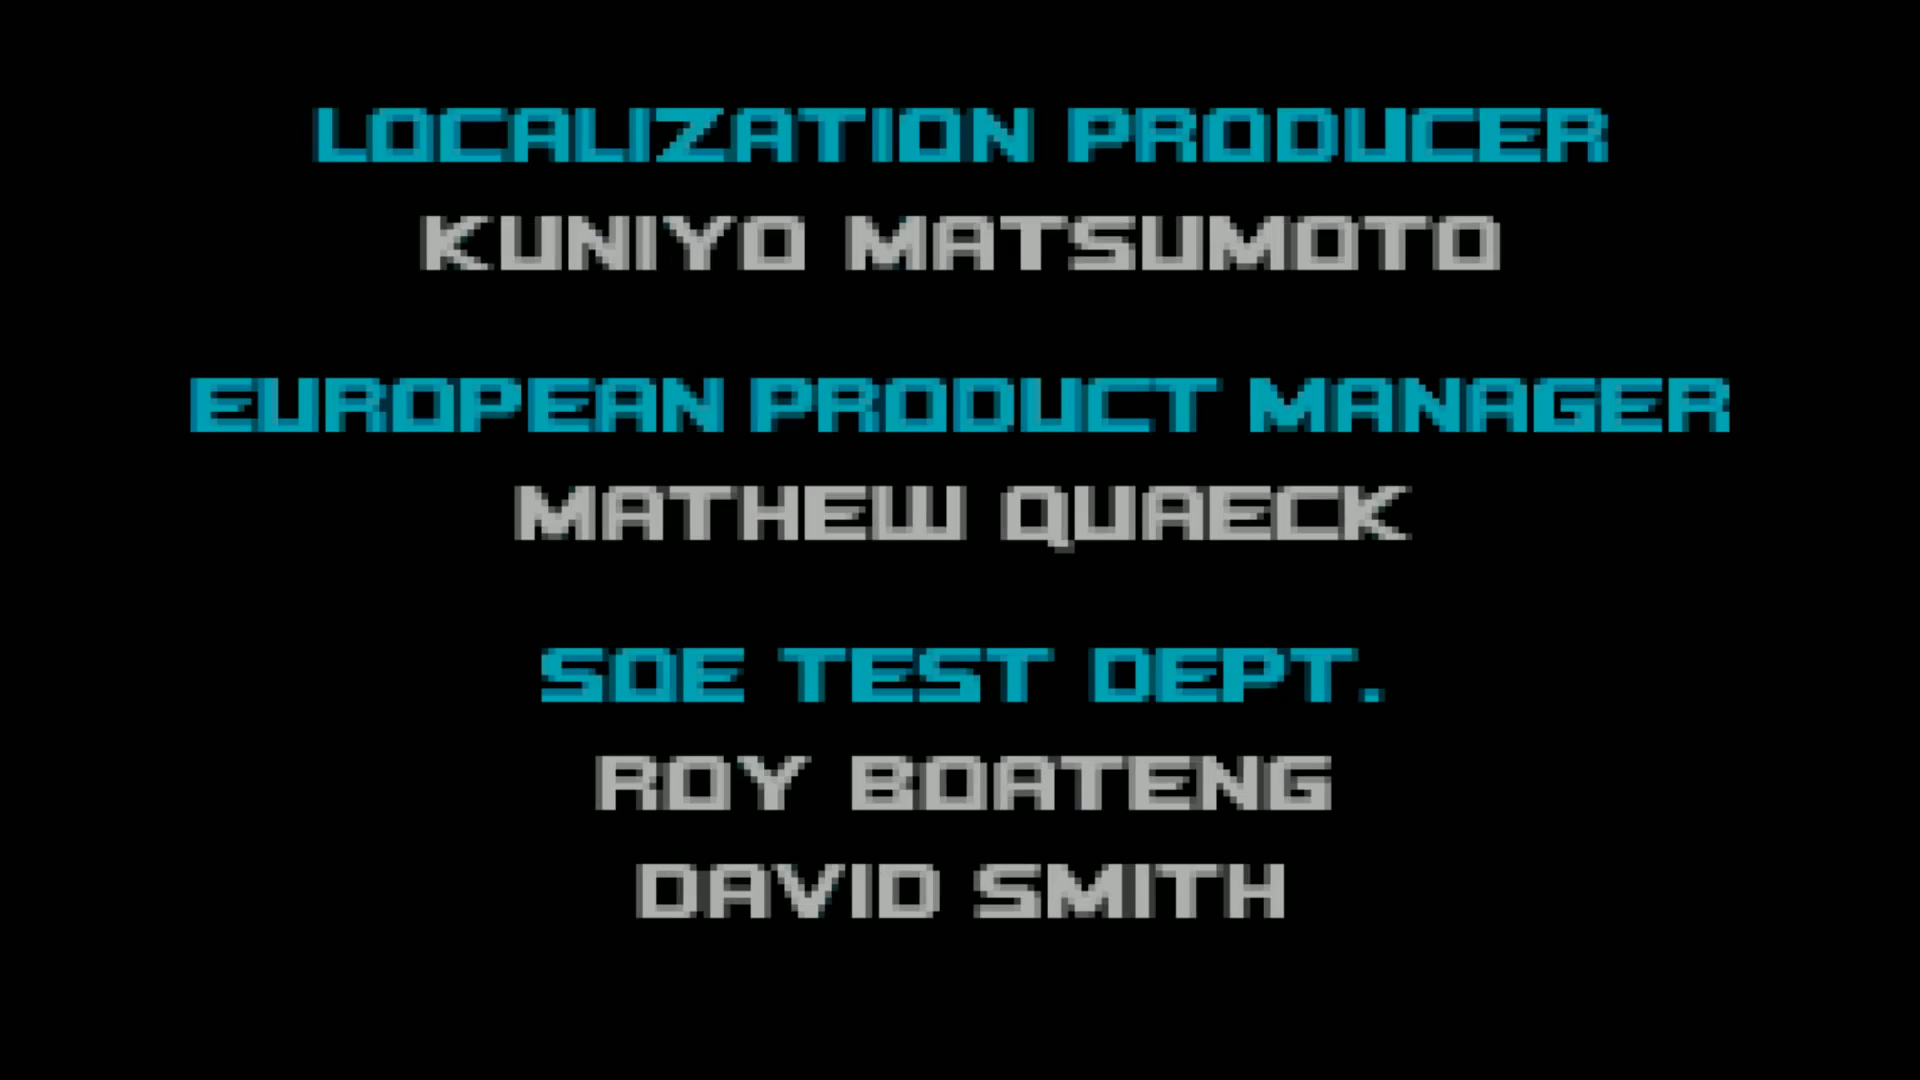 LOCALIZATION PRODUCER
KUNIYO MATSUMOTO
EUROPEAN PRODUCT MANAGER
MATHEW QUAECK
SOE TEST DEPT.
ROY BOATENG
DAVID SMITH